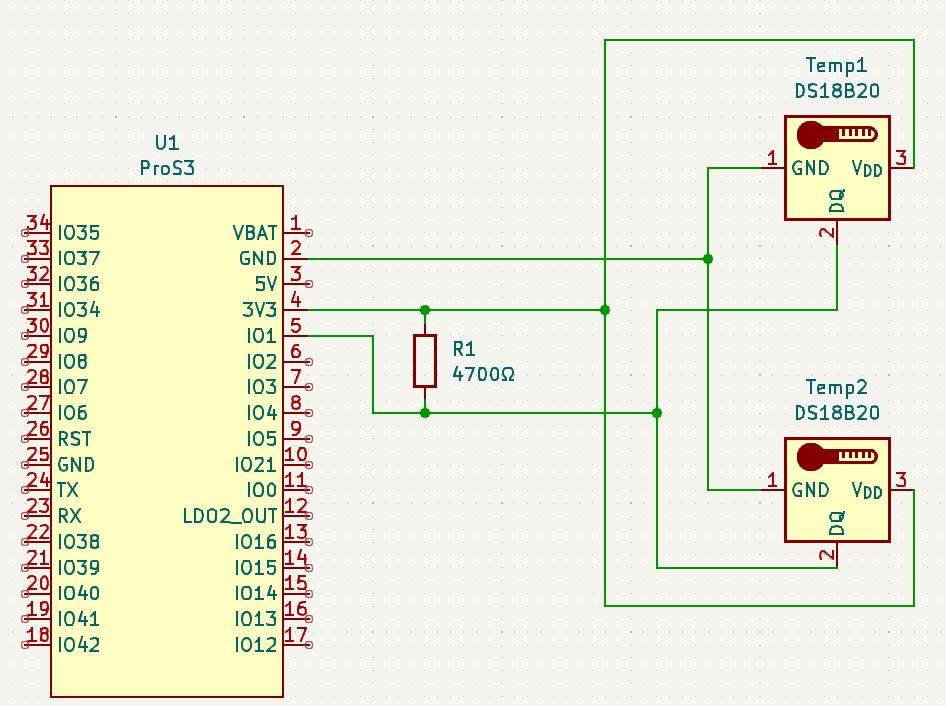 U1
ProS3
34 IO35 VBAT 1
33 IO37 GND 2
32 IO36 5V 3
31 IO34 3V3 4
30 IO9 IO1 5
29 IO8 IO2 6
28 IO7 IO3 7
27 IO6 IO4 8
26 RST IO5 9
25 GND IO21 10
24 TX IO0 11
23 RX LDO2_OUT 12
22 IO38 IO16 13
21 IO39 IO15 14
20 IO40 IO14 15
19 IO41 IO13 16
18 IO42 IO12 17
R1
4700Ω
Temp1
DS18B20
1 GND VDD 3
DQ
2
Temp2
DS18B20
1 GND VDD 3
DQ
2